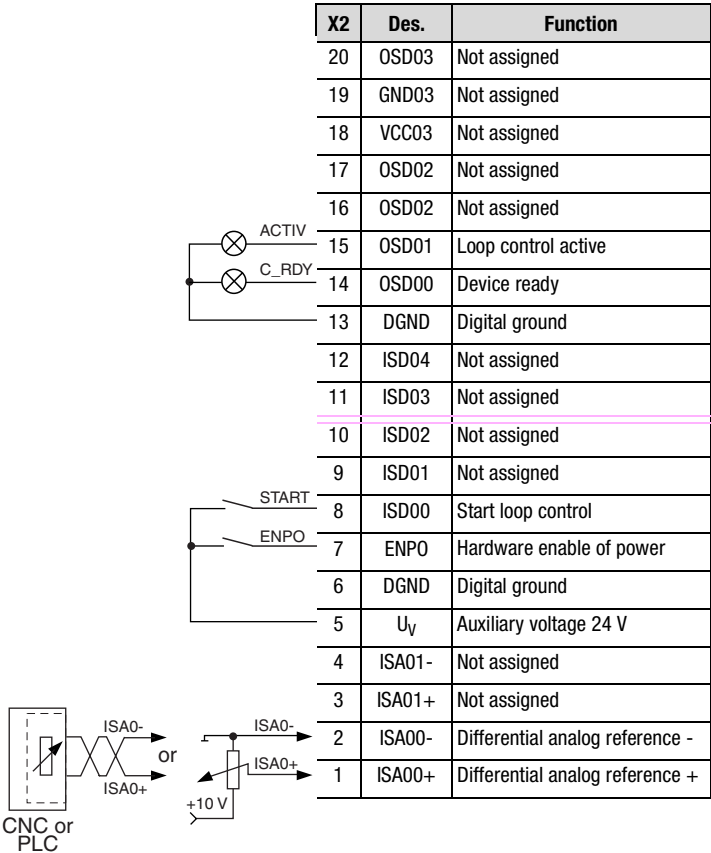 X2 Des. Function
20 OSD03 Not assigned
19 GND03 Not assigned
18 VCC03 Not assigned
17 OSD02 Not assigned
16 OSD02 Not assigned
ACTIV 15 OSD01 Loop control active
C_RDY 14 OSD00 Device ready
13 DGND Digital ground
12 ISD04 Not assigned
11 ISD03 Not assigned
10 ISD02 Not assigned
9 ISD01 Not assigned
START 8 ISD00 Start loop control
ENPO 7 ENPO Hardware enable of power
6 DGND Digital ground
5 UV Auxiliary voltage 24 V
4 ISA01- Not assigned
3 ISA01+ Not assigned
ISA0- or ISA0- 2 ISA00- Differential analog reference -
ISA0+ ISA0+ 1 ISA00+ Differential analog reference +
+10 V
CNC or
PLC